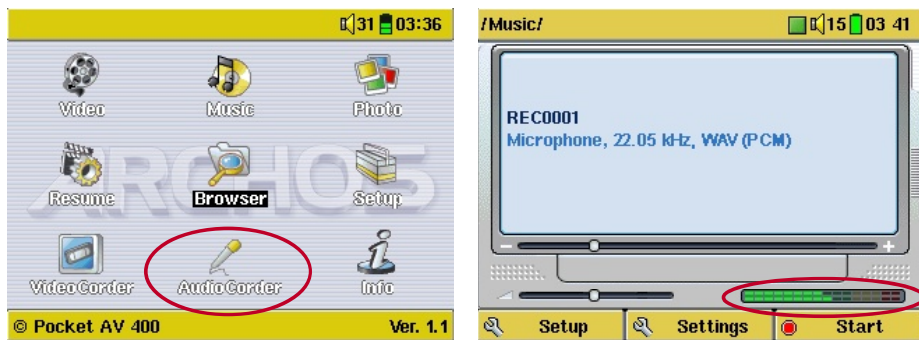 31 03:36
Video Music Photo
ARCHOS
Resume Browser Setup
VideoCorder AudioCorder Info
© Pocket AV 400 Ver. 1.1
/Music/ 15 03 41
REC0001
Microphone, 22.05 kHz, WAV (PCM)
- +
Setup Settings Start